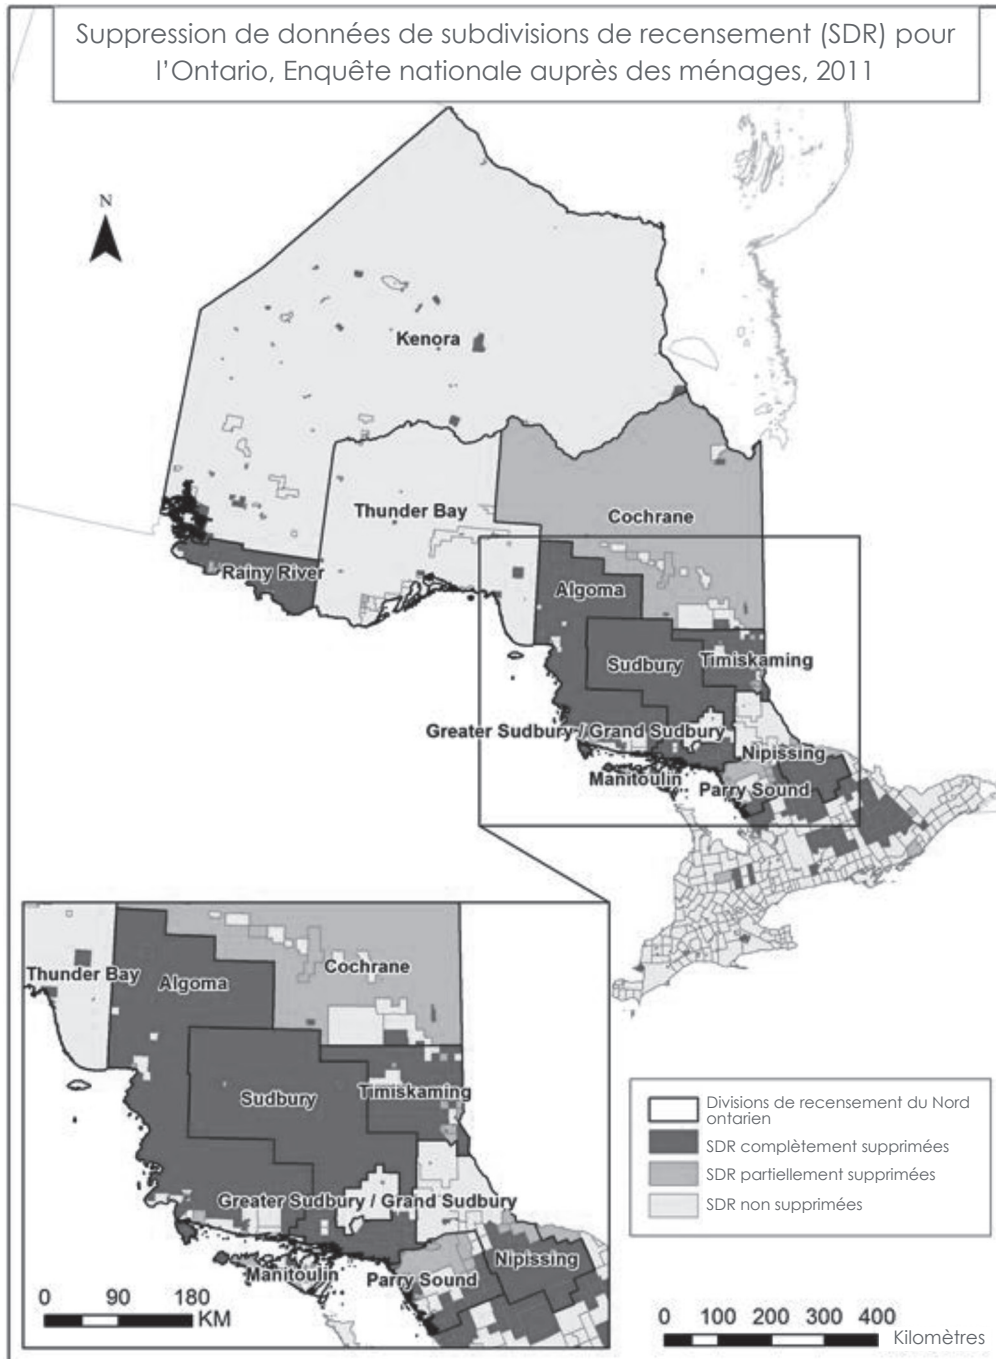 Suppression de données de subdivisions de recensement (SDR) pour
l'Ontario, Enquête nationale auprès des ménages, 2011
N
Kenora
Thunder Bay
Cochrane
Rainy River
Algoma
Sudbury
Timiskaming
Greater Sudbury / Grand Sudbury
Nipissing
Manitoulin
Parry Sound
Thunder Bay
Algoma
Cochrane
Sudbury
Timiskaming
Greater Sudbury / Grand Sudbury
Nipissing
Manitoulin
Parry Sound
0 90 180
KM
Divisions de recensement du Nord
ontarien
SDR complètement supprimées
SDR partiellement supprimées
SDR non supprimées
0 100 200 300 400
Kilomètres